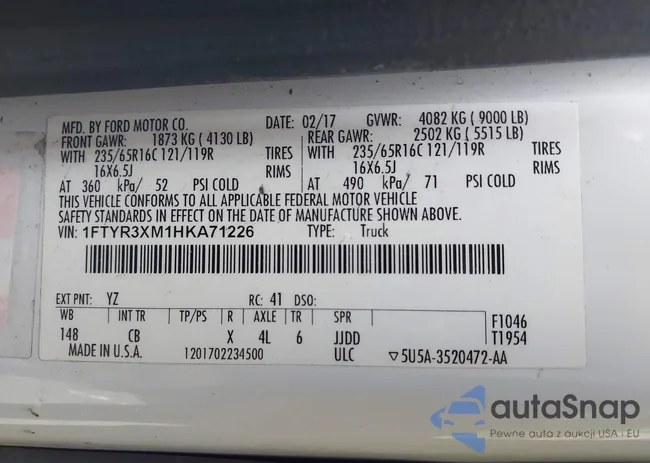 MFD. BY FORD MOTOR CO. DATE: 02/17 GVWR: 4082 KG ( 9000 LB)
FRONT GAWR: 1873 KG ( 4130 LB) REAR GAWR: 2502 KG ( 5515 LB)
WITH 235/65R16C 121/119R TIRES WITH 235/65R16C 121/119R TIRES
16X6.5J RIMS 16X6.5J RIMS
AT 360 kPa/ 52 PSI COLD AT 490 kPa/ 71 PSI COLD
THIS VEHICLE CONFORMS TO ALL APPLICABLE FEDERAL MOTOR VEHICLE
SAFETY STANDARDS IN EFFECT ON THE DATE OF MANUFACTURE SHOWN ABOVE.
VIN: 1FTYR3XM1HKA71226 TYPE: Truck
EXT PNT: YZ RC: 41 DSO:
WB INT TR TP/PS R AXLE TR SPR F1046
148 CB X 4L 6 JJDD T1954
MADE IN U.S.A. 1201702234500 ULC ▽5U5A-3520472-AA
autaSnap
Pewne auta z aukcji USA i EU